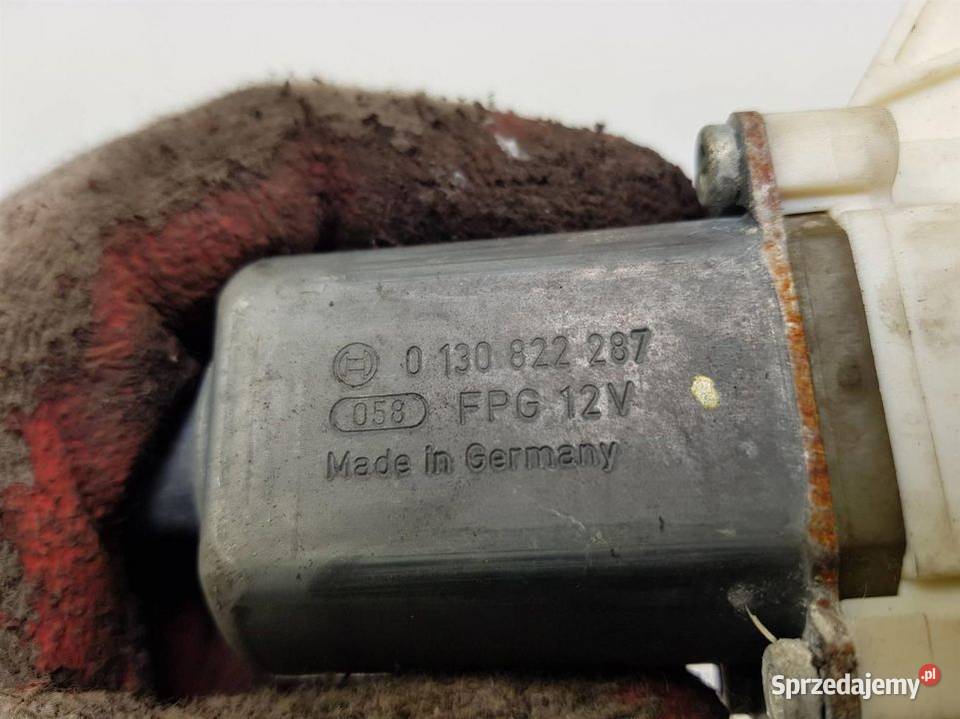 0 130 822 287
058 FPG 12V
Made in Germany
Sprzedajemy.pl